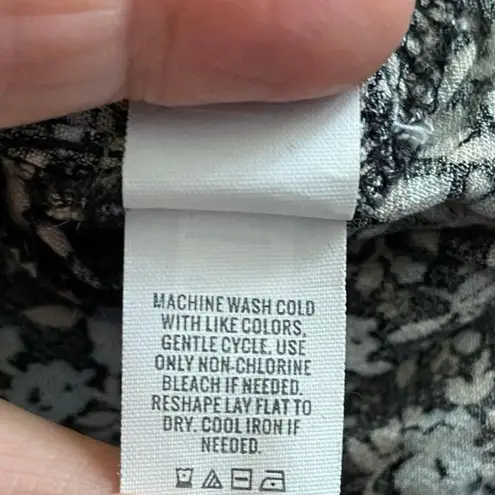 MACHINE WASH COLD
WITH LIKE COLORS.
GENTLE CYCLE. USE
ONLY NON-CHLORINE
BLEACH IF NEEDED.
RESHAPE LAY FLAT TO
DRY. COOL IRON IF
NEEDED.